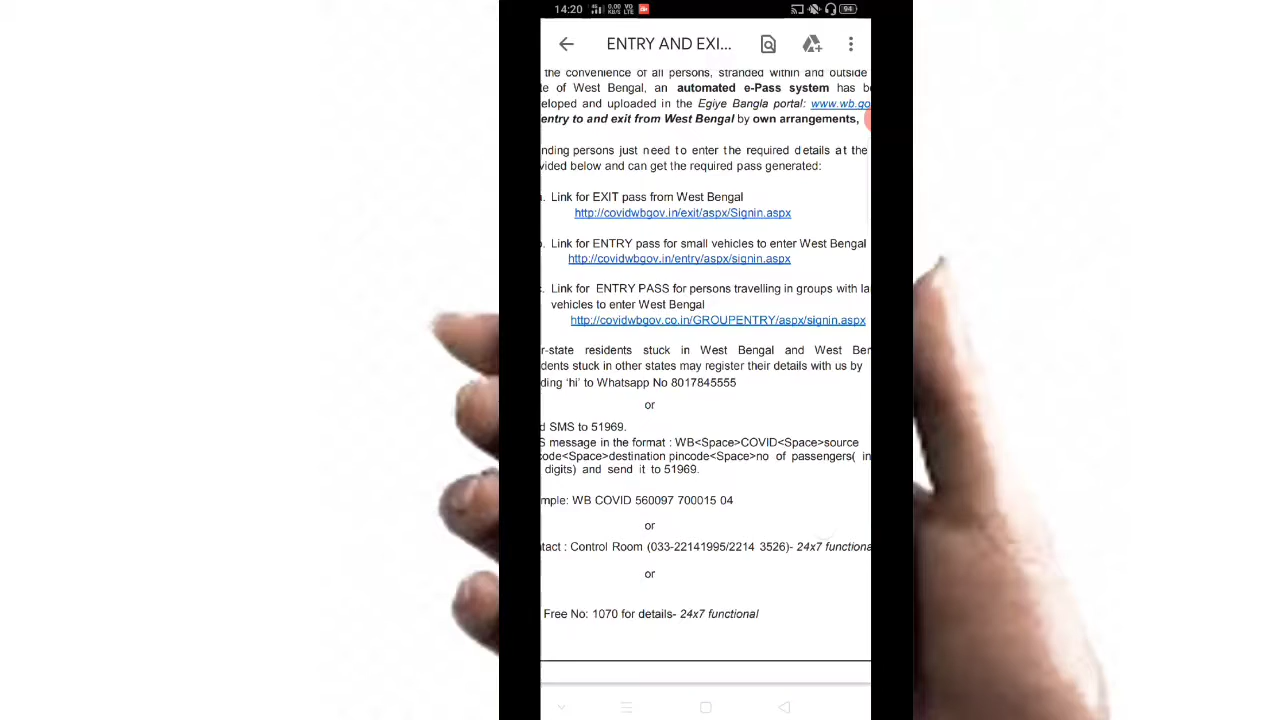 14:20 0.00 KB/S VO LTE 94
ENTRY AND EXI...
the convenience of all persons, stranded within and outside
te of West Bengal, an automated e-Pass system has be
eloped and uploaded in the Egiye Bangla portal: www.wb.go
entry to and exit from West Bengal by own arrangements,
nding persons just need to enter the required details at the
vided below and can get the required pass generated:
. Link for EXIT pass from West Bengal
http://covidwbgov.in/exit/aspx/Signin.aspx
. Link for ENTRY pass for small vehicles to enter West Bengal
http://covidwbgov.in/entry/aspx/signin.aspx
. Link for ENTRY PASS for persons travelling in groups with la
vehicles to enter West Bengal
http://covidwbgov.co.in/GROUPENTRY/aspx/signin.aspx
r-state residents stuck in West Bengal and West Ben
dents stuck in other states may register their details with us by
ding 'hi' to Whatsapp No 8017845555
or
d SMS to 51969.
S message in the format : WB<Space>COVID<Space>source
code<Space>destination pincode<Space>no of passengers( in
digits) and send it to 51969.
mple: WB COVID 560097 700015 04
or
ntact : Control Room (033-22141995/2214 3526)- 24x7 functiona
or
Free No: 1070 for details- 24x7 functional